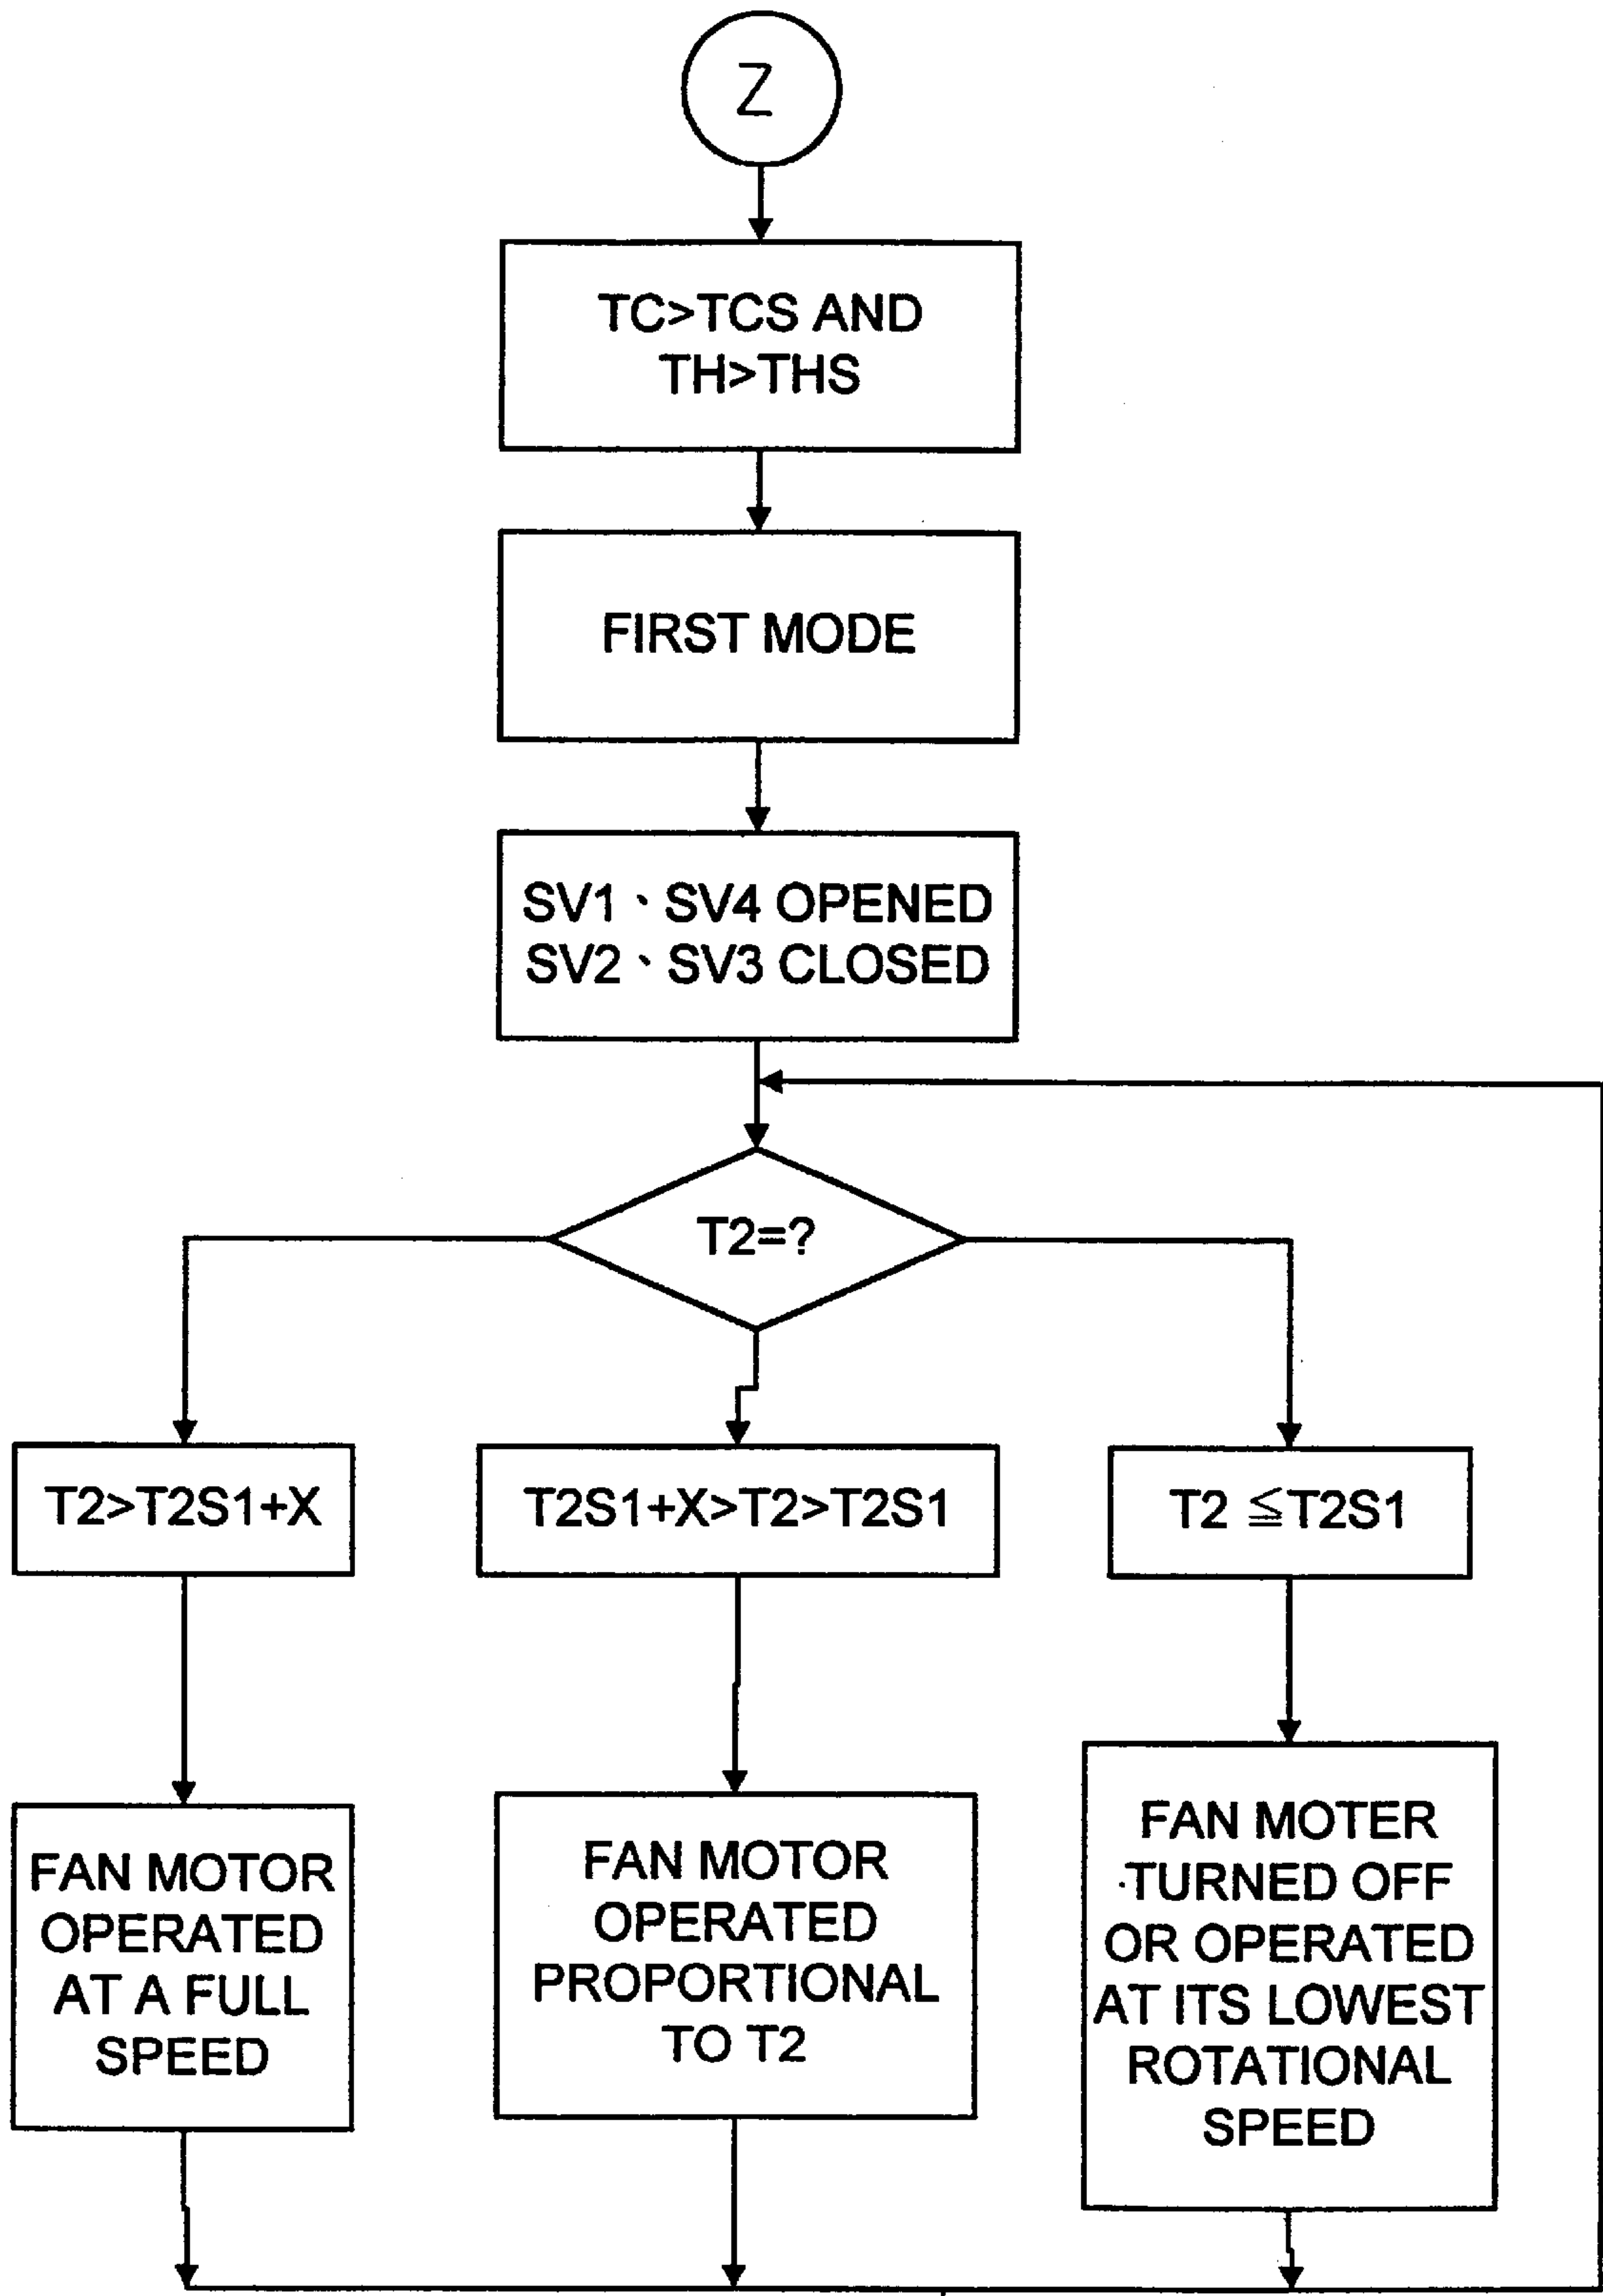 Z
TC>TCS AND
TH>THS
FIRST MODE
SV1、SV4 OPENED
SV2、SV3 CLOSED
T2=?
T2>T2S1+X
T2S1+X>T2>T2S1
T2 ≦T2S1
FAN MOTOR
OPERATED
AT A FULL
SPEED
FAN MOTOR
OPERATED
PROPORTIONAL
TO T2
FAN MOTER
TURNED OFF
OR OPERATED
AT ITS LOWEST
ROTATIONAL
SPEED